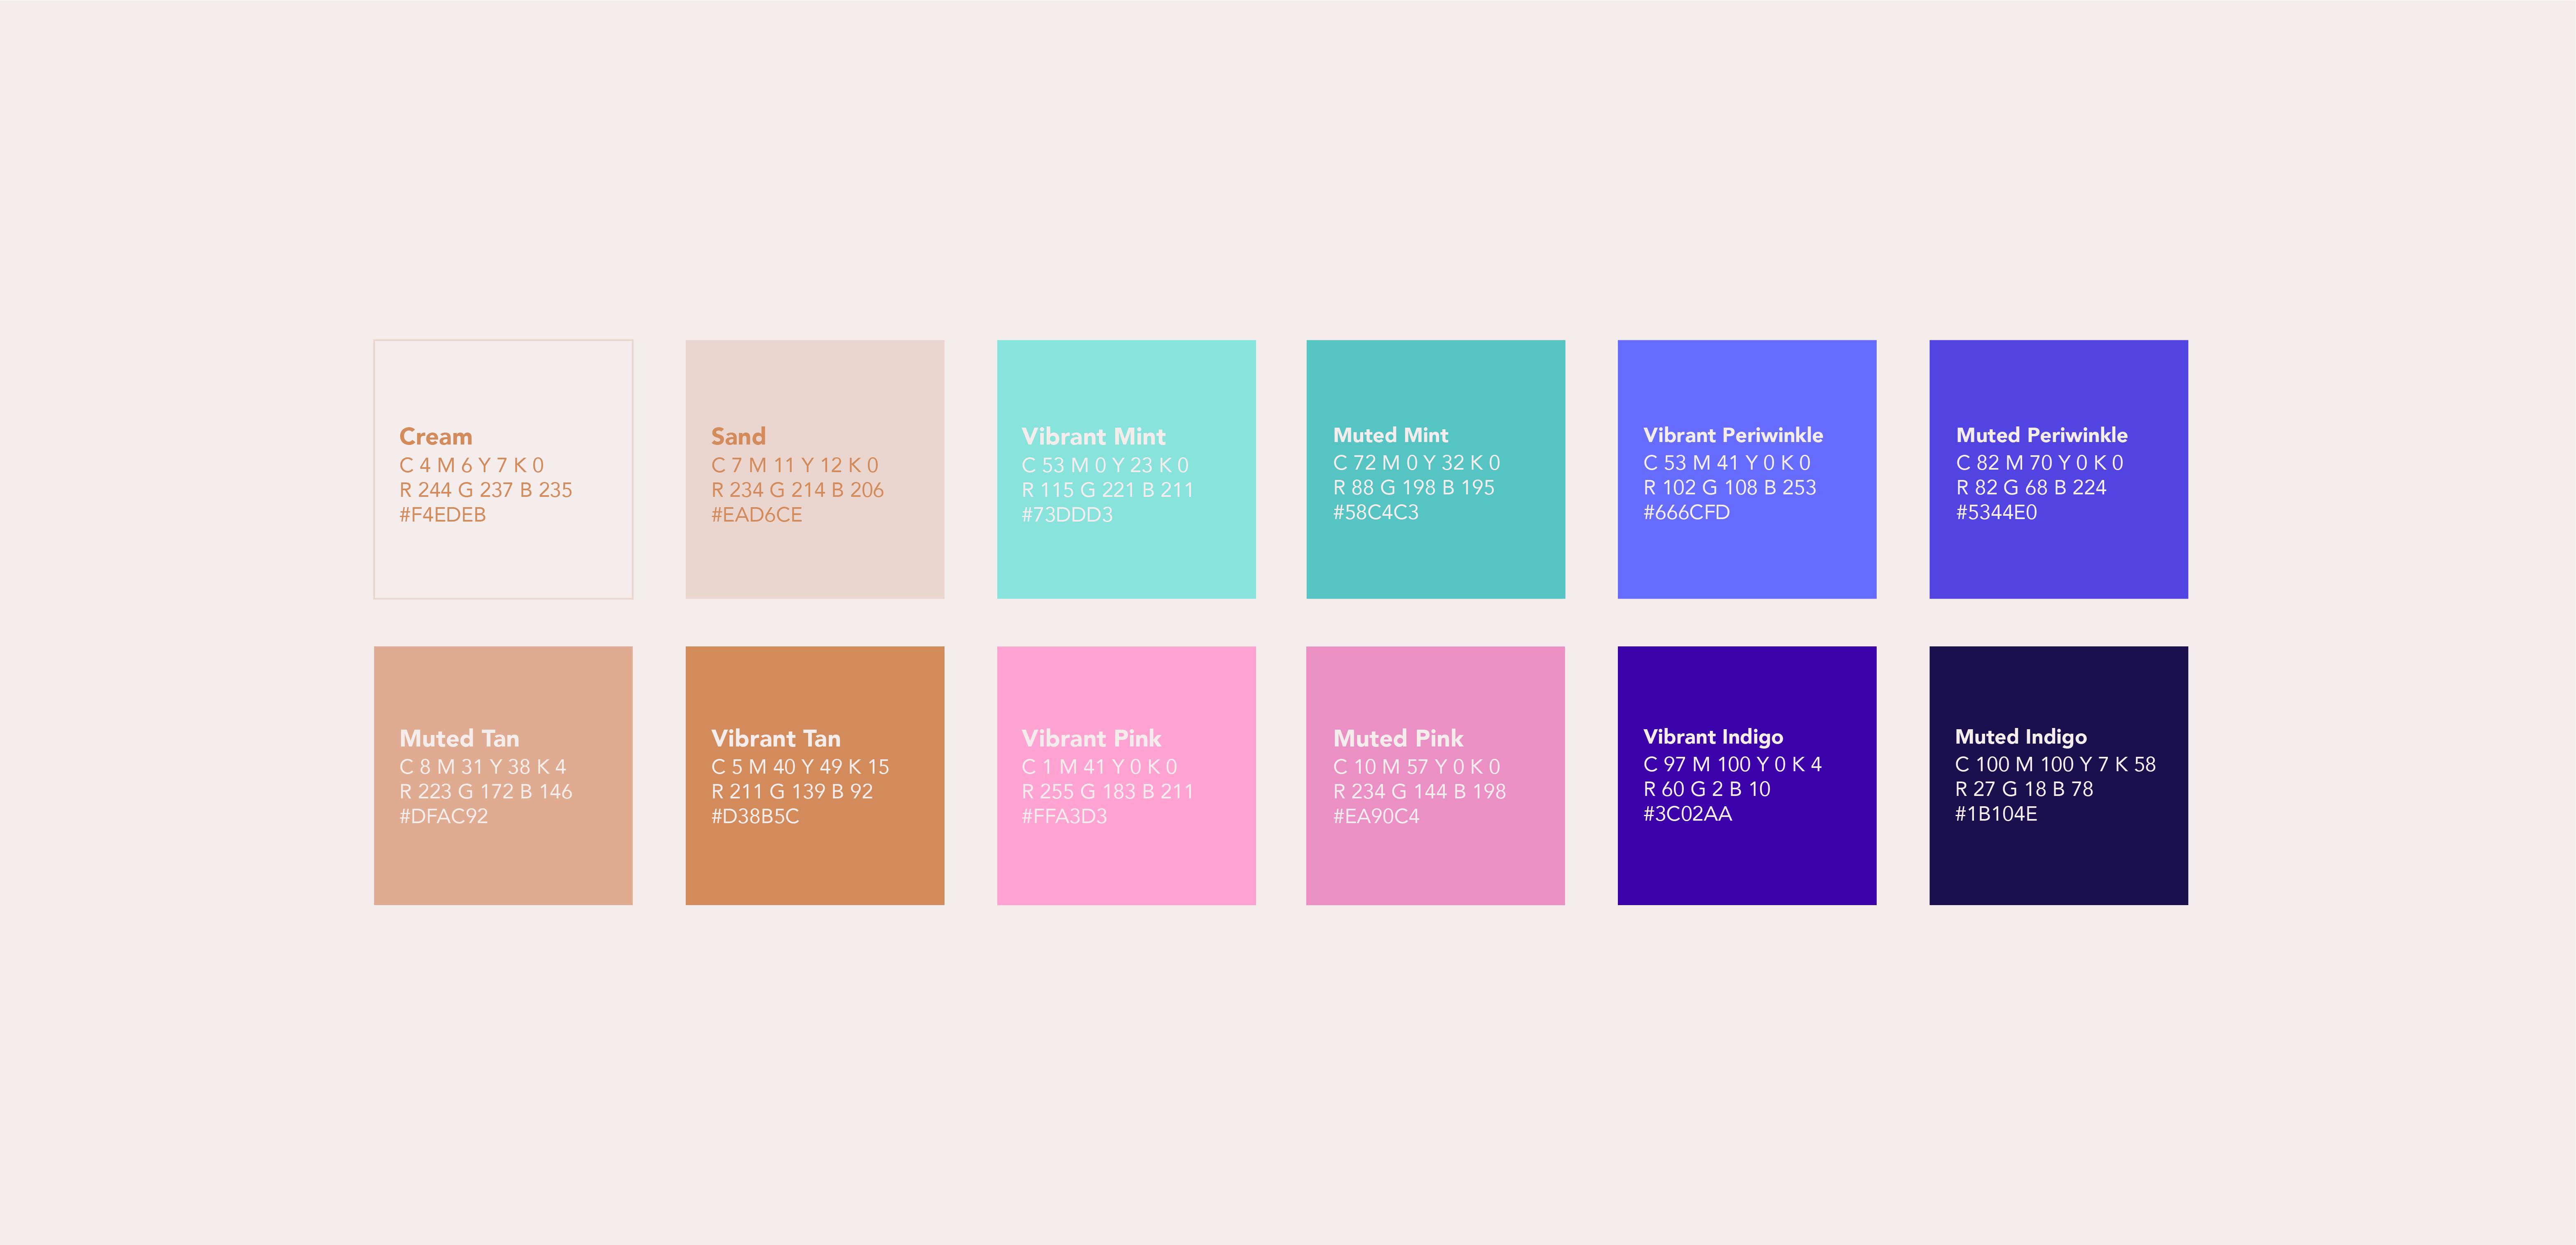 Cream
C 4 M 6 Y 7 K 0
R 244 G 237 B 235
#F4EDEB
Sand
C 7 M 11 Y 12 K 0
R 234 G 214 B 206
#EAD6CE
Vibrant Mint
C 53 M 0 Y 23 K 0
R 115 G 221 B 211
#73DDD3
Muted Mint
C 72 M 0 Y 32 K 0
R 88 G 198 B 195
#58C4C3
Vibrant Periwinkle
C 53 M 41 Y 0 K 0
R 102 G 108 B 253
#666CFD
Muted Periwinkle
C 82 M 70 Y 0 K 0
R 82 G 68 B 224
#5344E0
Muted Tan
C 8 M 31 Y 38 K 4
R 223 G 172 B 146
#DFAC92
Vibrant Tan
C 5 M 40 Y 49 K 15
R 211 G 139 B 92
#D38B5C
Vibrant Pink
C 1 M 41 Y 0 K 0
R 255 G 183 B 211
#FFA3D3
Muted Pink
C 10 M 57 Y 0 K 0
R 234 G 144 B 198
#EA90C4
Vibrant Indigo
C 97 M 100 Y 0 K 4
R 60 G 2 B 10
#3C02AA
Muted Indigo
C 100 M 100 Y 7 K 58
R 27 G 18 B 78
#1B104E